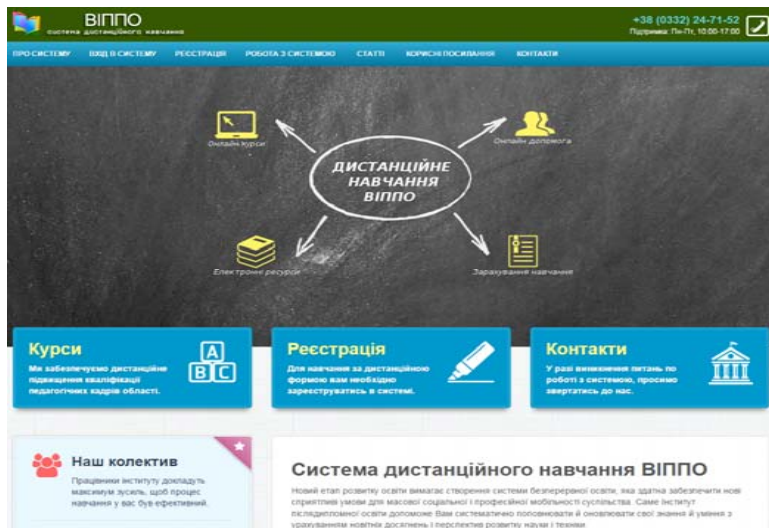 ВІППО
система дистанційного навчання
+38 (0332) 24-71-52
Підтримка: Пн-Пт, 10:00-17:00
ПРО СИСТЕМУ ВХІД В СИСТЕМУ РЕЄСТРАЦІЯ РОБОТА З СИСТЕМОЮ СТАТТІ КОРИСНІ ПОСИЛАННЯ КОНТАКТИ
Онлайн курси
Онлайн допомога
ДИСТАНЦІЙНЕ
НАВЧАННЯ
ВІППО
Електронні ресурси
Зарахування навчання
Курси
Ми забезпечуємо дистанційне
підвищення кваліфікації
педагогічних кадрів області.
A
B C
Реєстрація
Для навчання за дистанційною
формою вам необхідно
зареєструватись в системі.
Контакти
У разі виникнення питань по
роботі з системою, просимо
звертатись до нас.
Наш колектив
Працівники інституту докладуть
максимум зусиль, щоб процес
навчання у вас був ефективний.
Система дистанційного навчання ВІППО
Новий етап розвитку освіти вимагає створення системи безперервної освіти, яка здатна забезпечити нові
сприятливі умови для масової соціальної і професійної мобільності суспільства. Саме Інститут
післядипломної освіти допоможе Вам систематично поповнювати й оновлювати свої знання й уміння з
урахуванням новітніх досягнень і перспектив розвитку науки і техніки